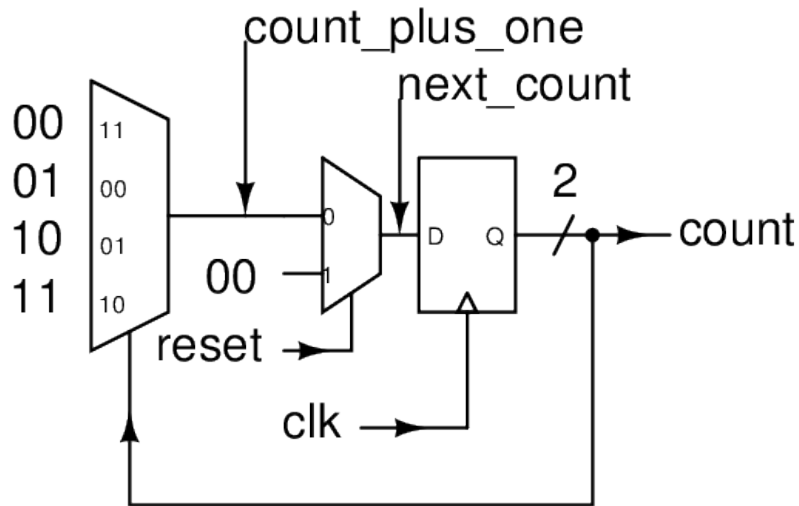 count_plus_one
next_count
00 11
01 00
10 01
11 10
0
00 1
2
D Q
count
reset
clk